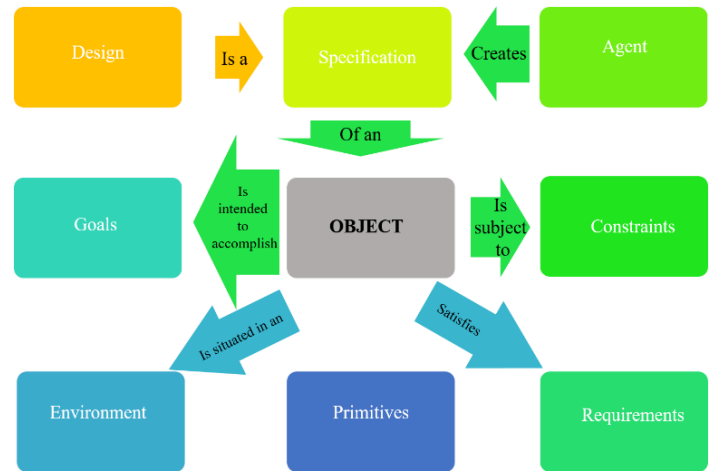 Design
Is a
Specification
Creates
Agent
Of an
Goals
Is
intended
to
accomplish
OBJECT
Is
subject
to
Constraints
Is situated in an
Satisfies
Environment
Primitives
Requirements